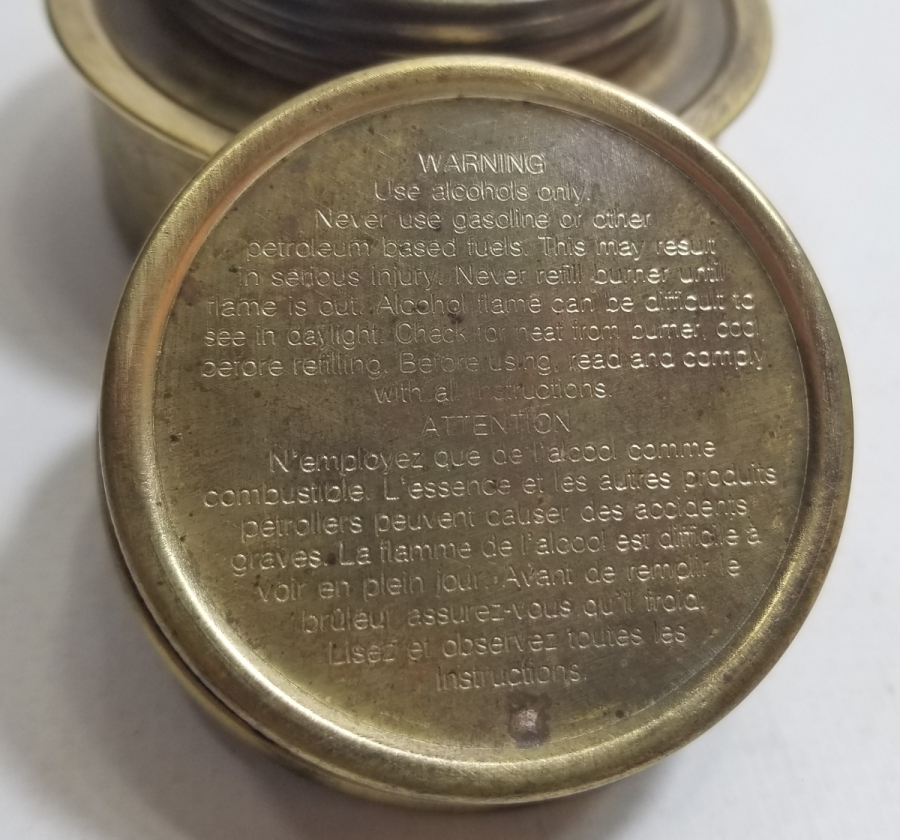 WARNING
Use alcohols only.
Never use gasoline or other
petroleum based fuels. This may result
in serious injury. Never refill burner until
flame is out. Alcohol flame can be difficult to
see in daylight. Check for heat from burner, cool
before refilling. Before using, read and comply
with all instructions.
ATTENTION
N'employez que de l'alcool comme
combustible. L'essence et les autres produits
pétroliers peuvent causer des accidents
graves. La flamme de l'alcool est difficile à
voir en plein jour. Avant de remplir le
brûleur assurez-vous qu'il froid.
Lisez et observez toutes les
instructions.